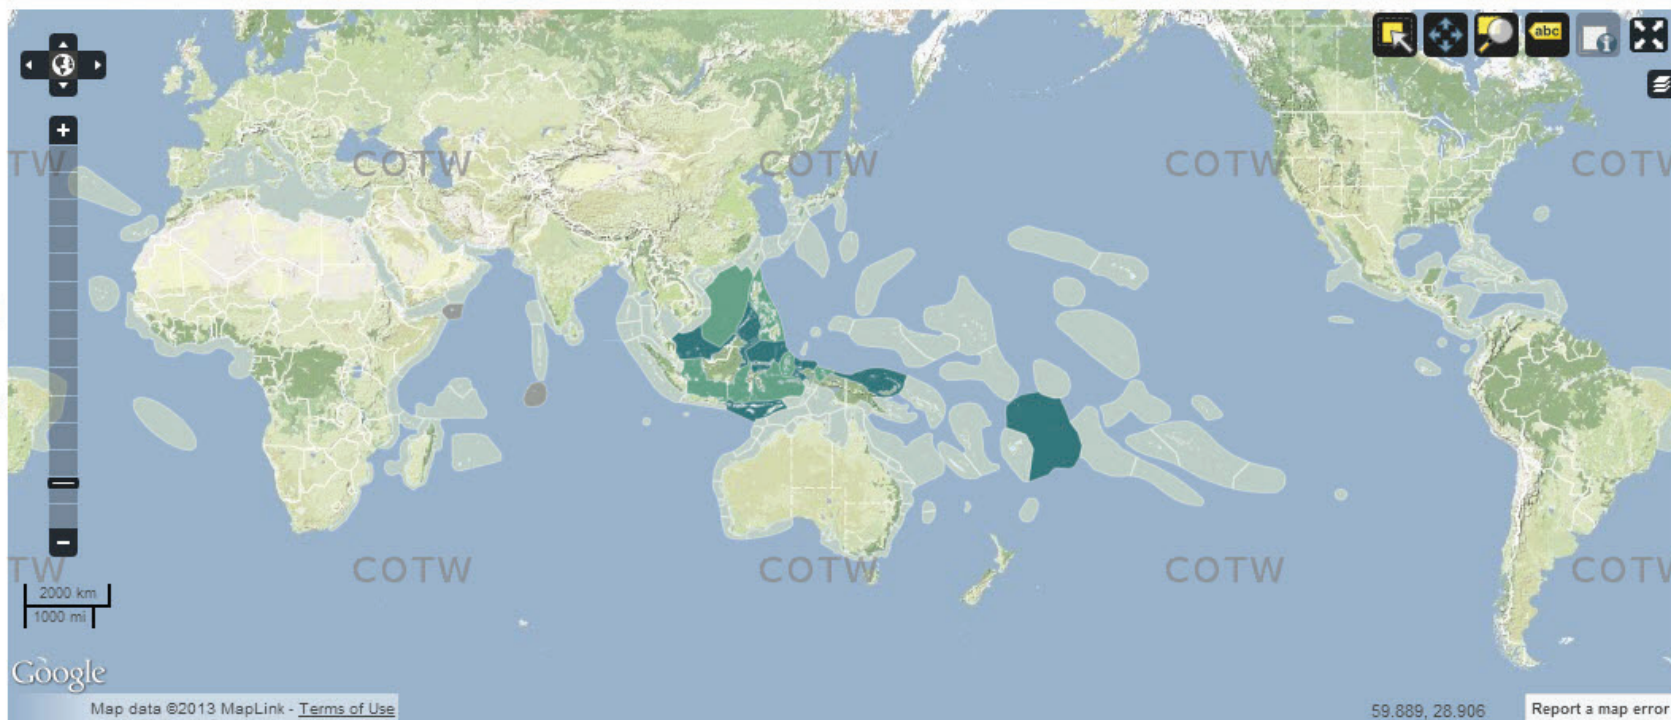 abc
TW COTW COTW COTW COT
TW COTW COTW COTW COTW
2000 km
1000 mi
Google
Map data ©2013 MapLink - Terms of Use
59.889, 28.906
Report a map error